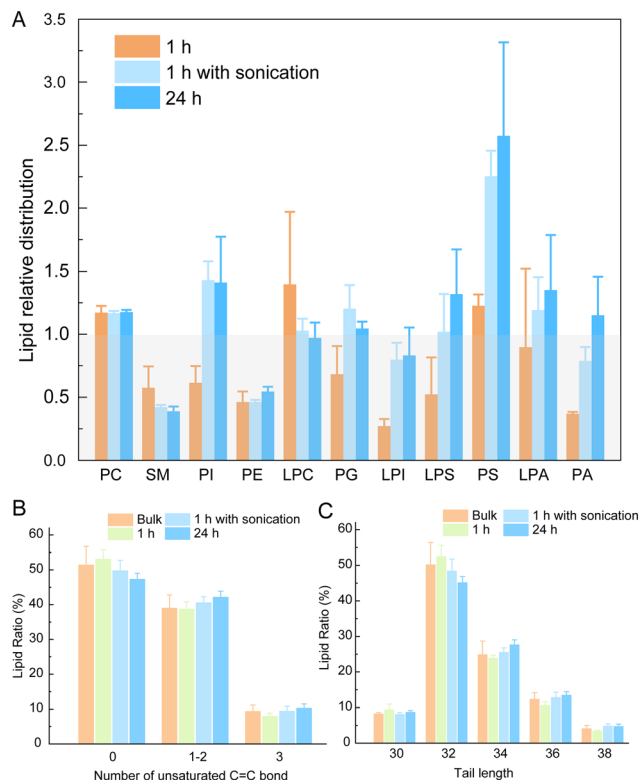 A
1 h
1 h with sonication
24 h
Lipid relative distribution
3.5
3.0
2.5
2.0
1.5
1.0
0.5
0.0
PC SM PI PE LPC PG LPI LPS PS LPA PA
B
Bulk 1 h with sonication
1 h 24 h
Lipid Ratio (%)
60
50
40
30
20
10
0
0 1-2 3
Number of unsaturated C=C bond
C
Bulk 1 h with sonication
1 h 24 h
Lipid Ratio (%)
60
50
40
30
20
10
0
30 32 34 36 38
Tail length